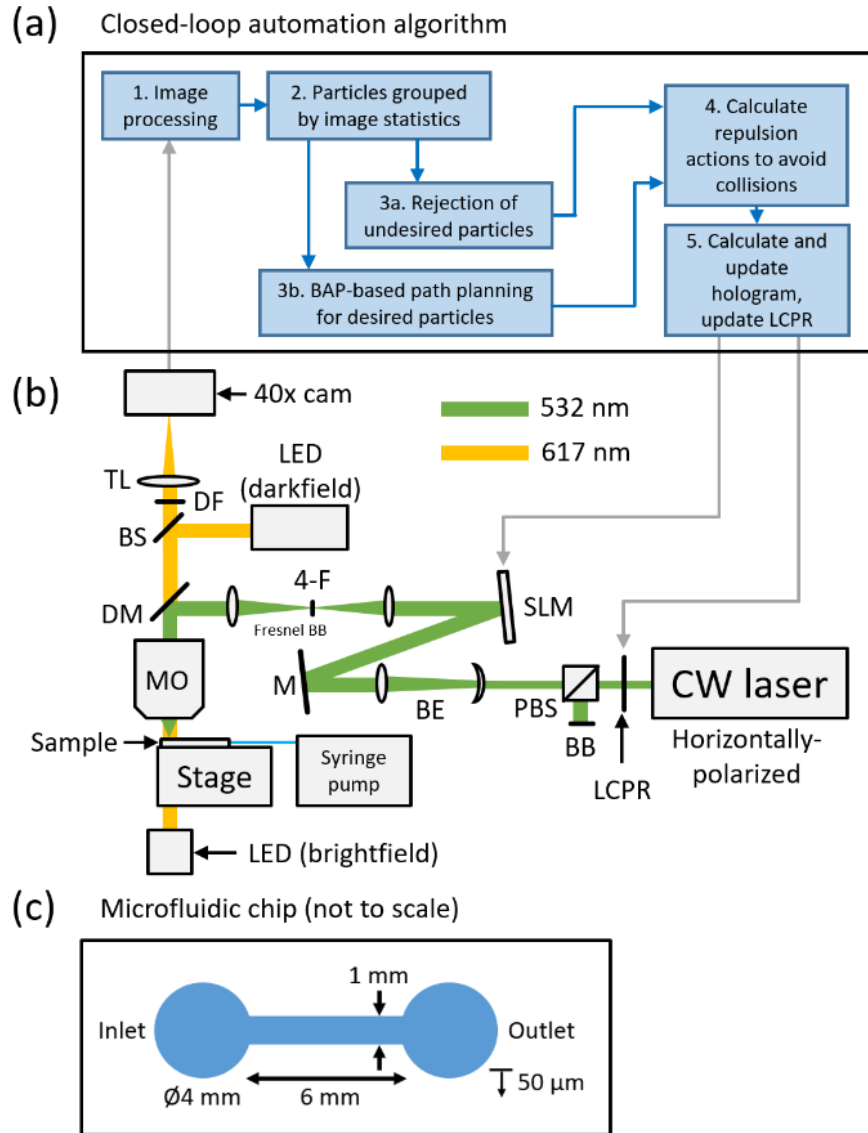 (a) Closed-loop automation algorithm
1. Image
processing
2. Particles grouped
by image statistics
3a. Rejection of
undesired particles
3b. BAP-based path planning
for desired particles
4. Calculate
repulsion
actions to avoid
collisions
5. Calculate and
update
hologram,
update LCPR
(b)
40x cam
532 nm
617 nm
TL
DF
LED
(darkfield)
BS
4-F
DM
Fresnel BB
SLM
MO
M
BE
PBS
BB
CW laser
Horizontally-
polarized
LCPR
Sample
Stage
Syringe
pump
LED (brightfield)
(c) Microfluidic chip (not to scale)
1 mm
Inlet
Outlet
Ø4 mm
6 mm
50 µm